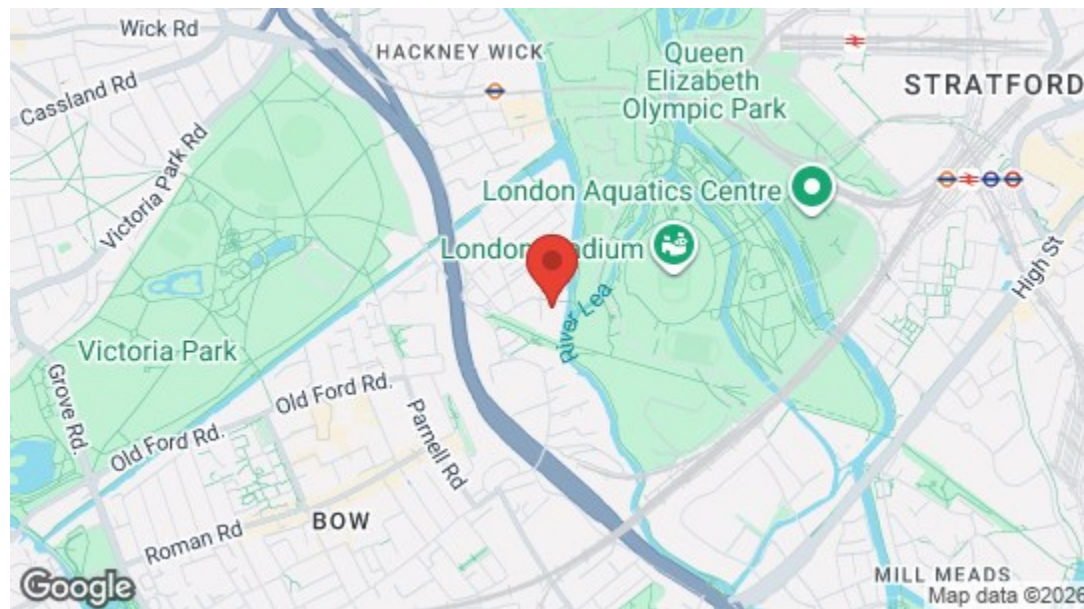 Wick Rd
HACKNEY WICK
Queen
Elizabeth
Olympic Park
STRATFORD
Cassland Rd
Victoria Park Rd
London Aquatics Centre
London
River Lea
High St
Victoria Park
Grove Rd.
Old Ford Rd.
Old Ford Rd.
Parnell Rd
Roman Rd
BOW
MILL MEADS
Google
Map data ©2026